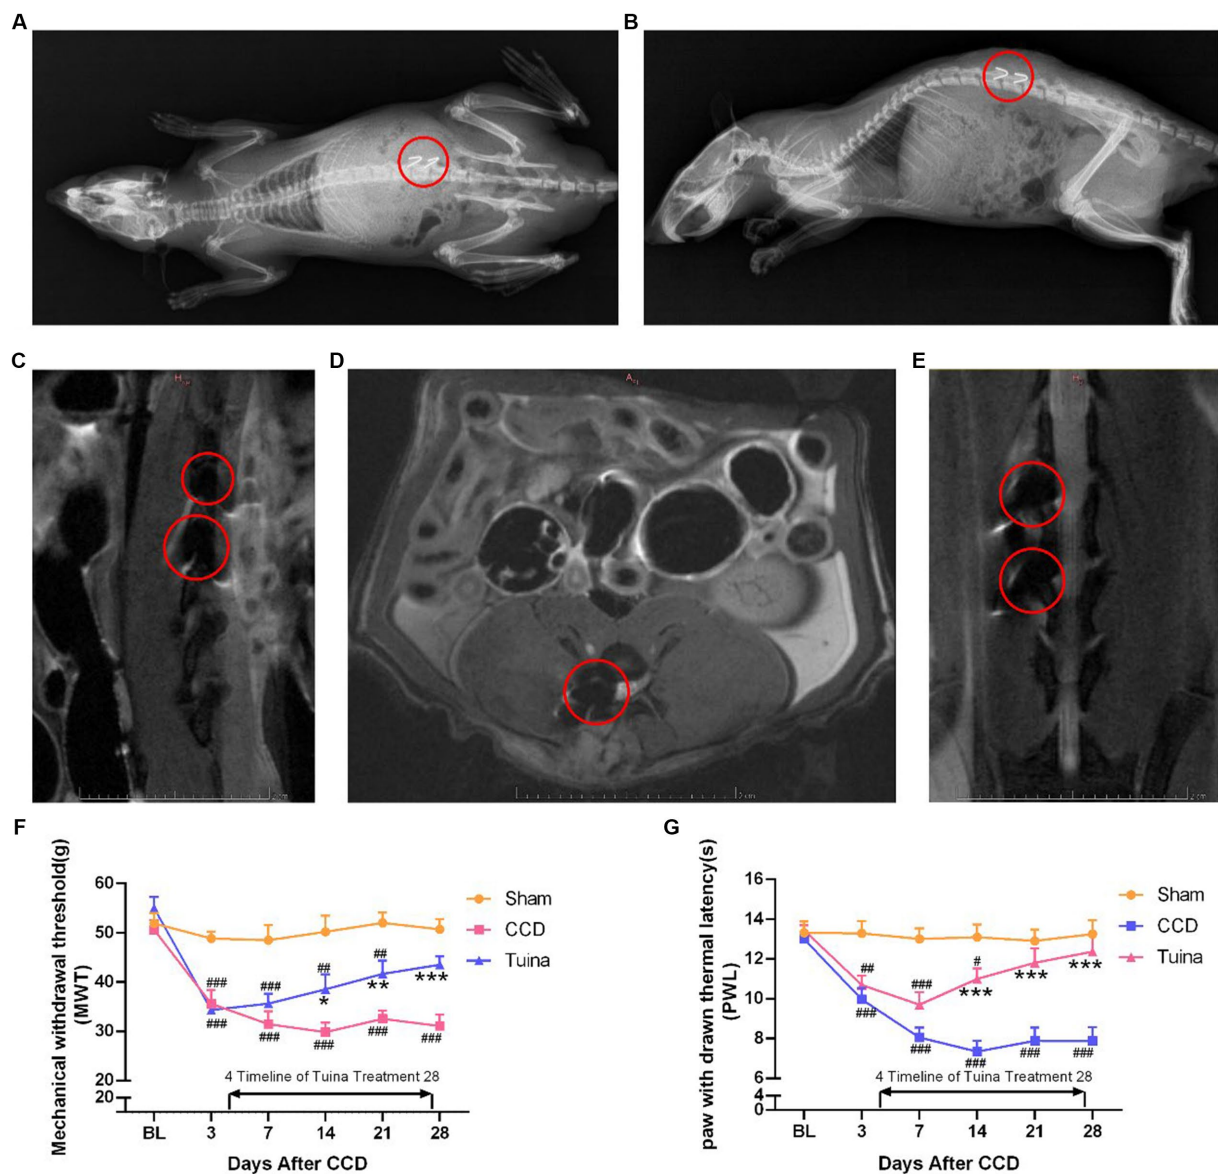 A
B
C
D
E
2 cm
F
G
Mechanical withdrawal threshold(g)
(MWT)
60
50
40
30
20
20
0
Sham
CCD
Tuina
###
###
##
##
*
**
***
###
###
###
###
###
4 Timeline of Tuina Treatment 28
BL 3 7 14 21 28
Days After CCD
paw with drawn thermal latency(s)
(PWL)
16
14
12
10
8
6
4
0
Sham
CCD
Tuina
##
###
#
***
***
***
###
###
###
###
###
4 Timeline of Tuina Treatment 28
BL 3 7 14 21 28
Days After CCD